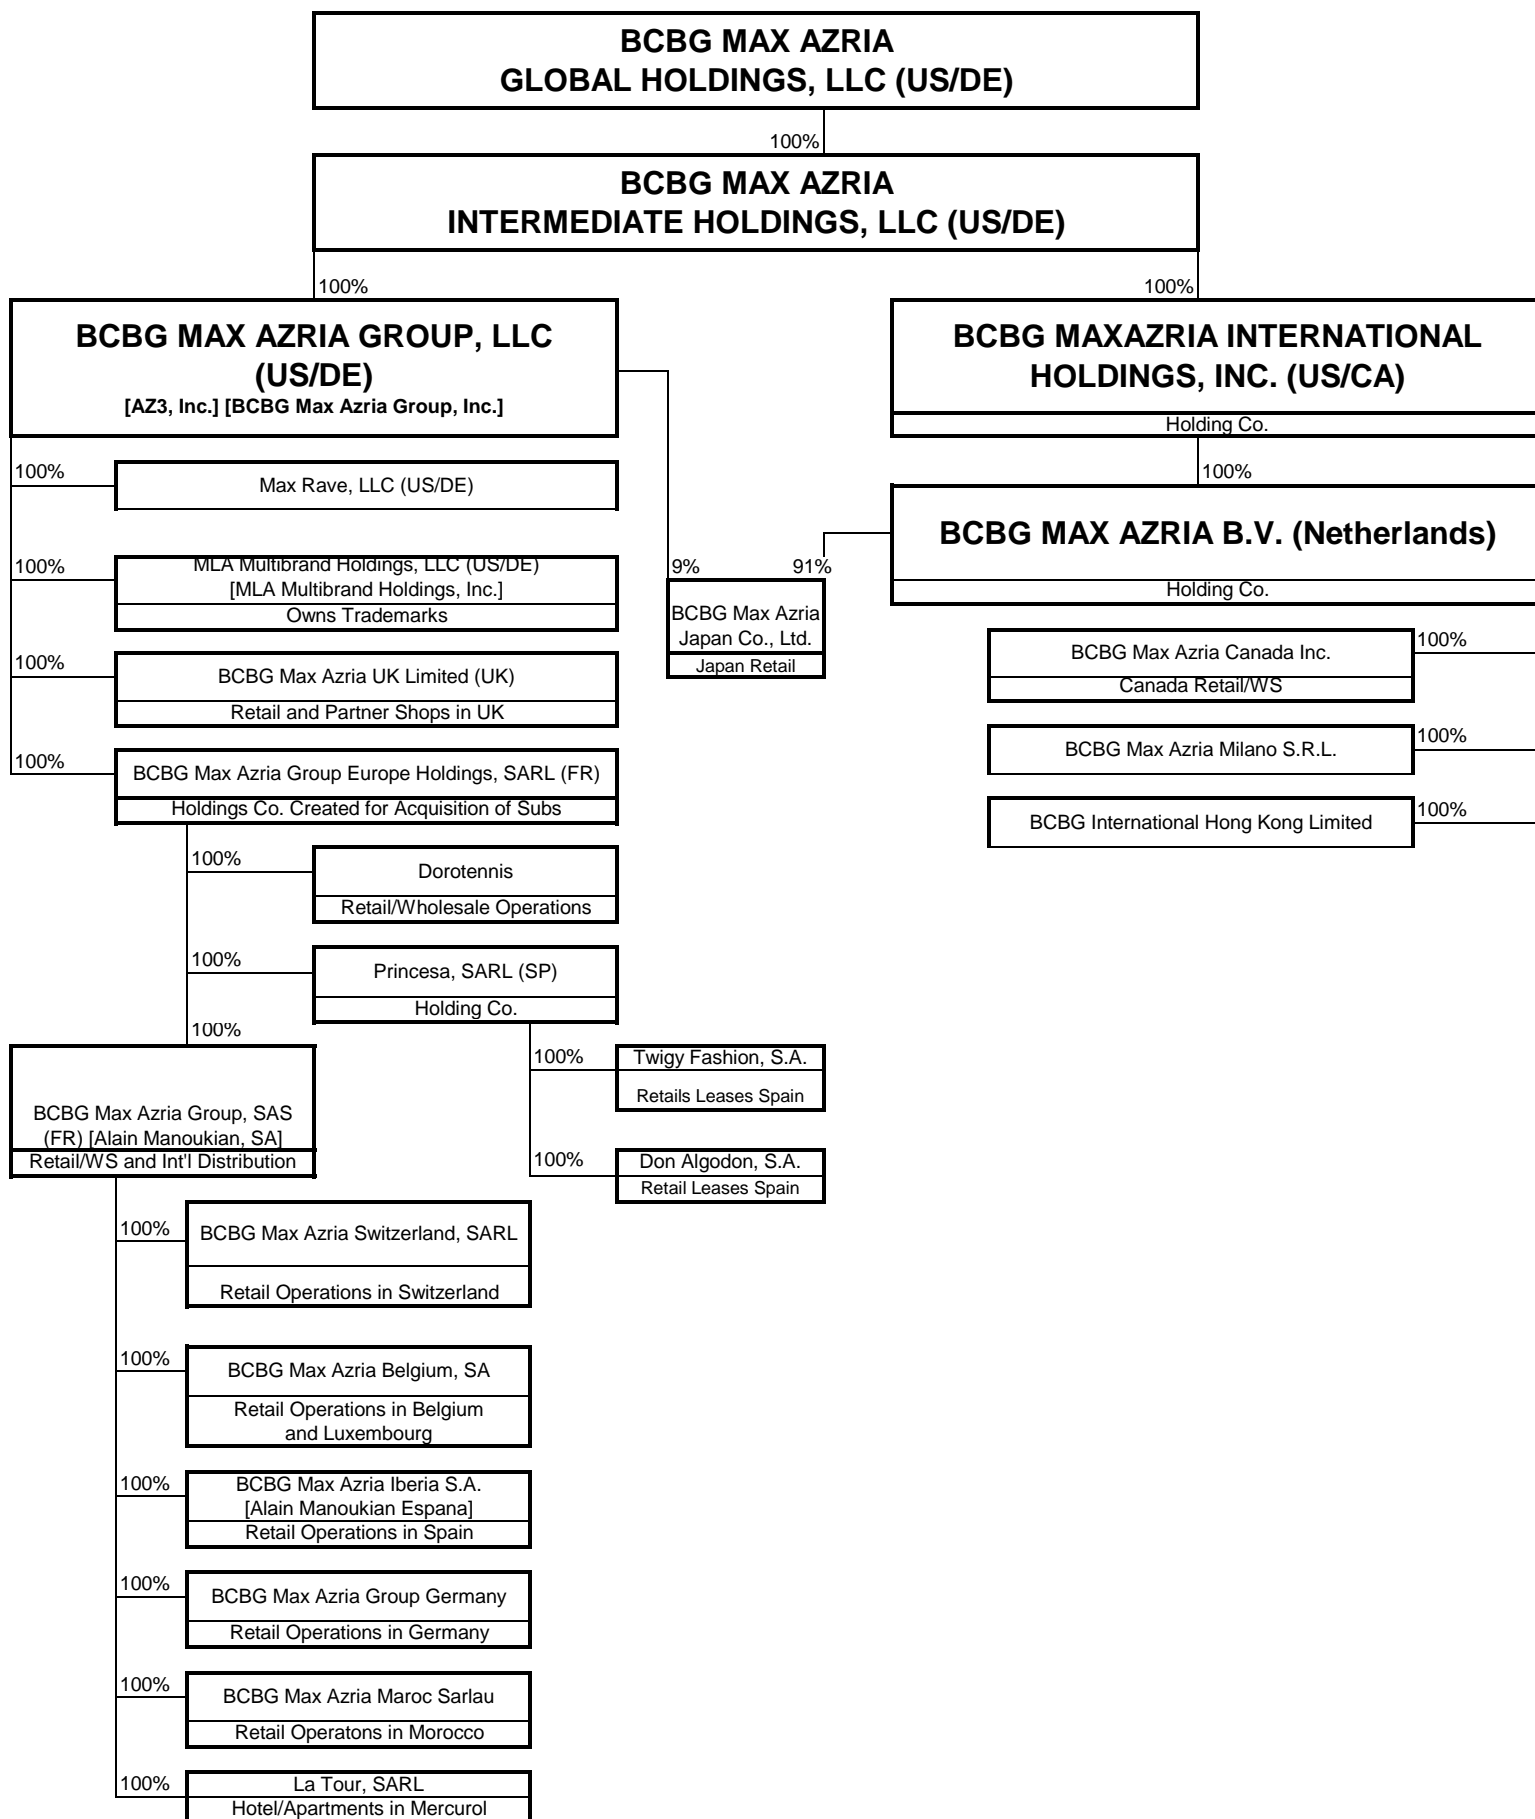 BCBG MAX AZRIA
GLOBAL HOLDINGS, LLC (US/DE)
100%
BCBG MAX AZRIA
INTERMEDIATE HOLDINGS, LLC (US/DE)
100%
100%
BCBG MAX AZRIA GROUP, LLC
(US/DE)
[AZ3, Inc.] [BCBG Max Azria Group, Inc.]
BCBG MAXAZRIA INTERNATIONAL
HOLDINGS, INC. (US/CA)
Holding Co.
100%
Max Rave, LLC (US/DE)
100%
BCBG MAX AZRIA B.V. (Netherlands)
Holding Co.
100%
MLA Multibrand Holdings, LLC (US/DE)
[MLA Multibrand Holdings, Inc.]
Owns Trademarks
9%
91%
BCBG Max Azria
Japan Co., Ltd.
Japan Retail
100%
BCBG Max Azria UK Limited (UK)
Retail and Partner Shops in UK
BCBG Max Azria Canada Inc.
Canada Retail/WS
100%
100%
BCBG Max Azria Group Europe Holdings, SARL (FR)
Holdings Co. Created for Acquisition of Subs
BCBG Max Azria Milano S.R.L.
100%
BCBG International Hong Kong Limited
100%
100%
Dorotennis
Retail/Wholesale Operations
100%
Princesa, SARL (SP)
Holding Co.
100%
BCBG Max Azria Group, SAS
(FR) [Alain Manoukian, SA]
Retail/WS and Int'l Distribution
100%
Twigy Fashion, S.A.
Retails Leases Spain
100%
Don Algodon, S.A.
Retail Leases Spain
100%
BCBG Max Azria Switzerland, SARL
Retail Operations in Switzerland
100%
BCBG Max Azria Belgium, SA
Retail Operations in Belgium
and Luxembourg
100%
BCBG Max Azria Iberia S.A.
[Alain Manoukian Espana]
Retail Operations in Spain
100%
BCBG Max Azria Group Germany
Retail Operations in Germany
100%
BCBG Max Azria Maroc Sarlau
Retail Operatons in Morocco
100%
La Tour, SARL
Hotel/Apartments in Mercurol